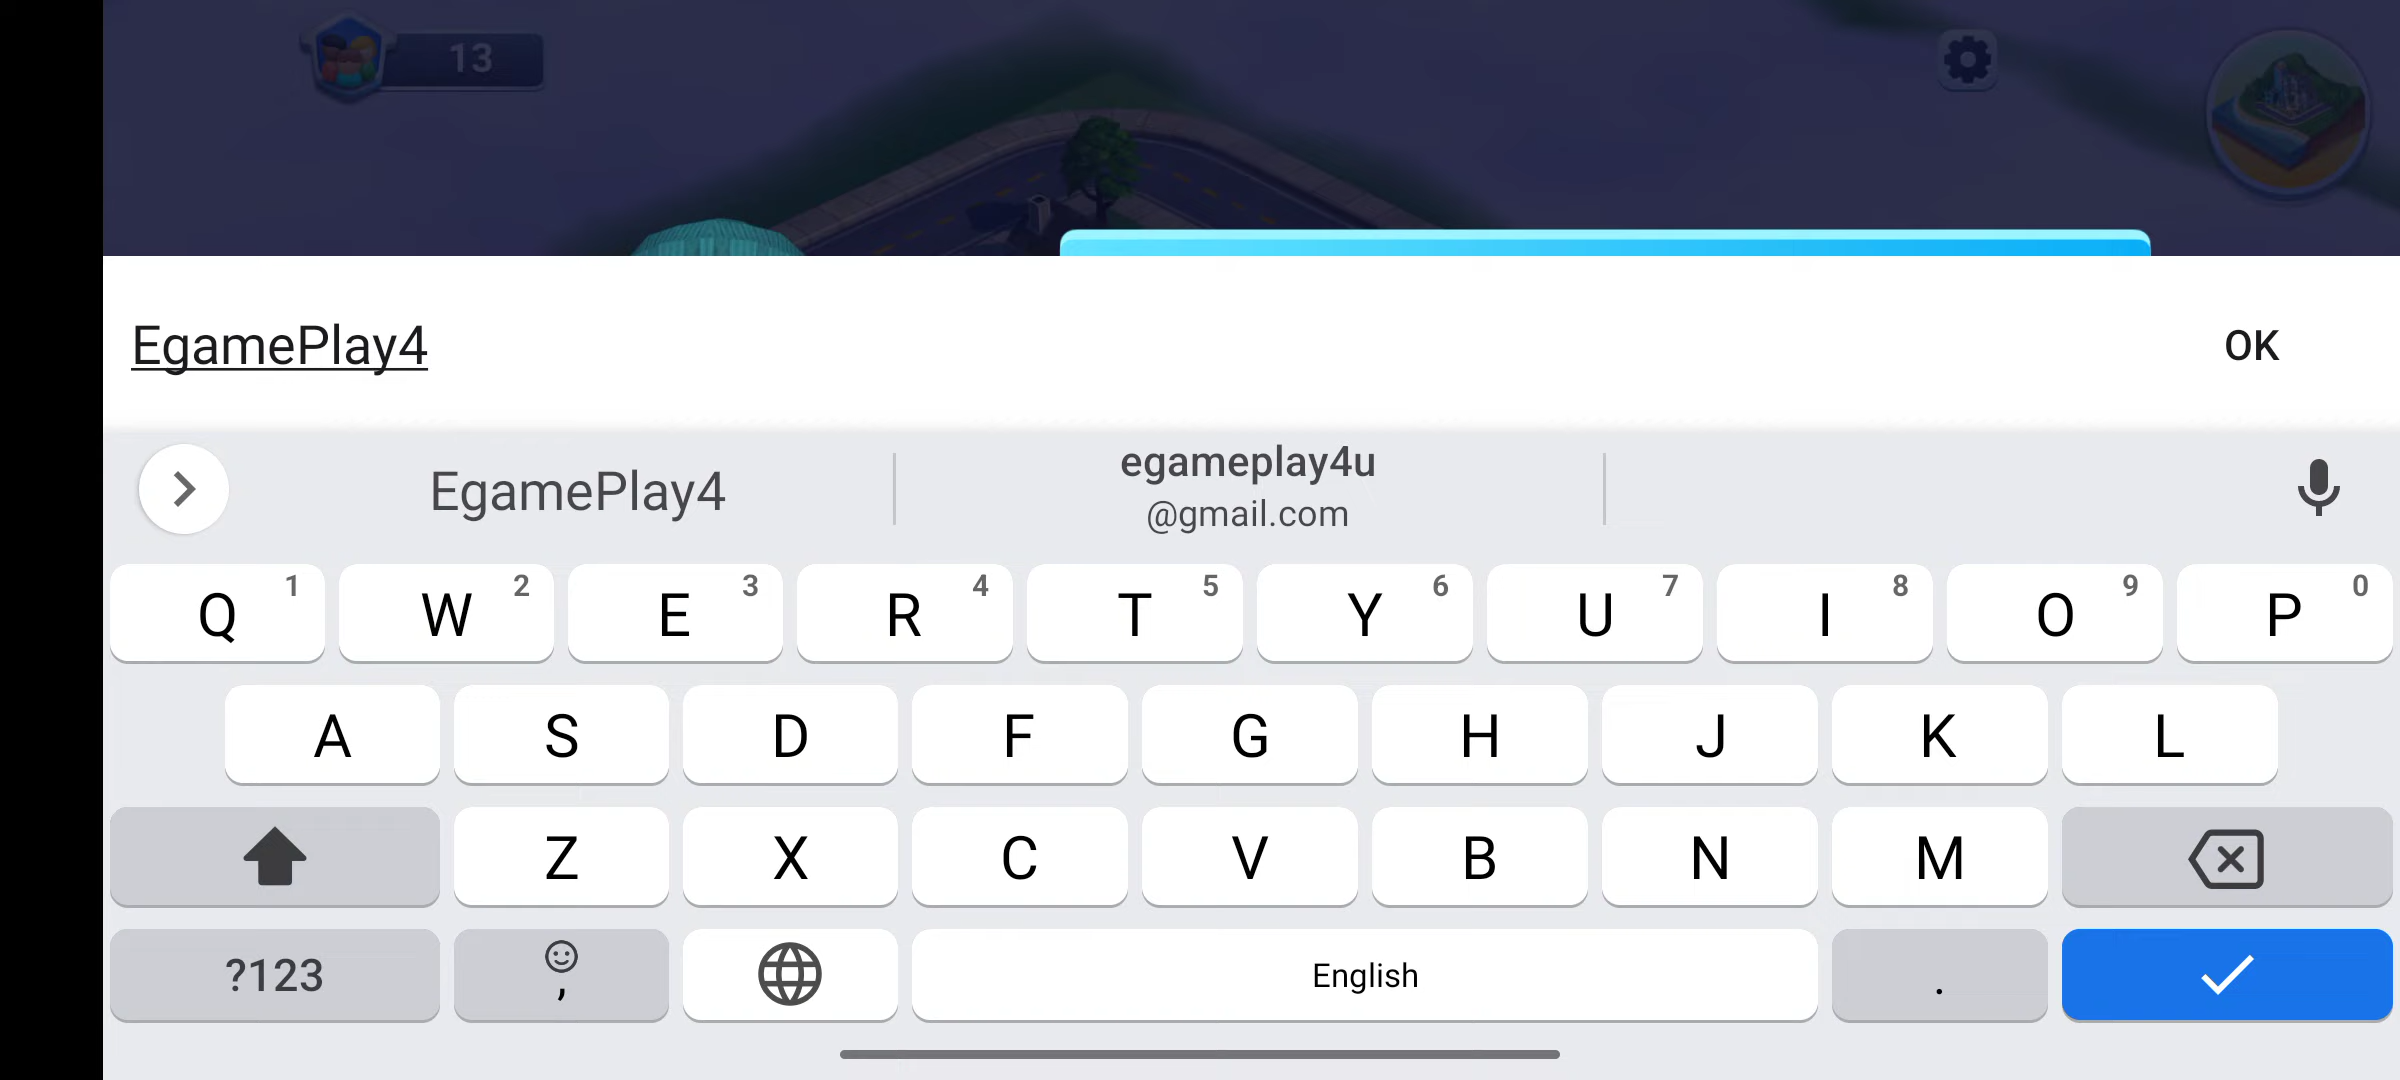 13
EgamePlay4
OK
EgamePlay4
egameplay4u
@gmail.com
Q 1 W 2 E 3 R 4 T 5 Y 6 U 7 I 8 O 9 P 0
A S D F G H J K L
Z X C V B N M
?123 , English .